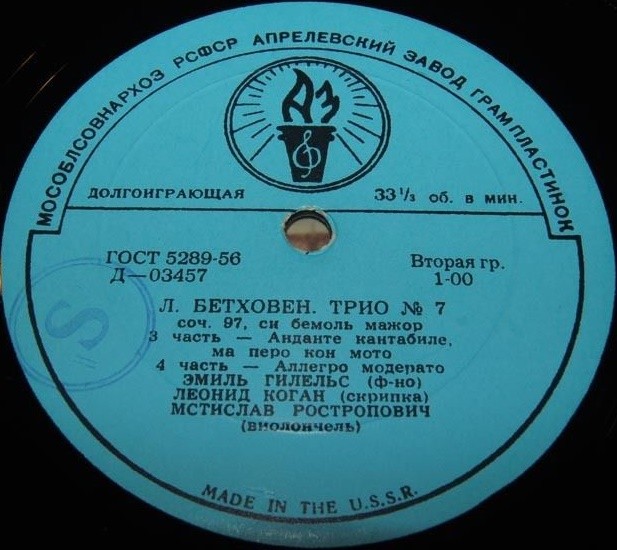 МОСОБЛСОВНАРХОЗ РСФСР АПРЕЛЕВСКИЙ ЗАВОД ГРАМПЛАСТИНОК
АЗ
ДОЛГОИГРАЮЩАЯ 33⅓ об. в мин.
ГОСТ 5289-56 Вторая гр.
Д—03457 1-00
Л. БЕТХОВЕН. ТРИО № 7
соч. 97, си бемоль мажор
3 часть — Анданте кантабиле,
ма перо кон мото
4 часть — Аллегро модерато
ЭМИЛЬ ГИЛЕЛЬС (ф-но)
ЛЕОНИД КОГАН (скрипка)
МСТИСЛАВ РОСТРОПОВИЧ
(виолончель)
MADE IN THE U.S.S.R.
S